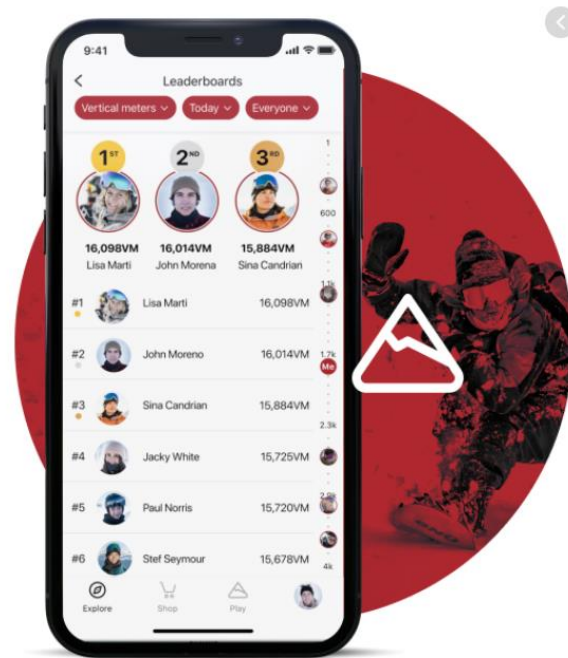 9:41
Leaderboards
Vertical meters
Today
Everyone
1ST
2ND
3RD
16,098VM
16,014VM
15,884VM
Lisa Marti
John Morena
Sina Candrian
#1 Lisa Marti 16,098VM
#2 John Moreno 16,014VM
#3 Sina Candrian 15,884VM
#4 Jacky White 15,725VM
#5 Paul Norris 15,720VM
#6 Stef Seymour 15,678VM
1
600
1.7k
Me
2.3k
4k
Explore
Shop
Play